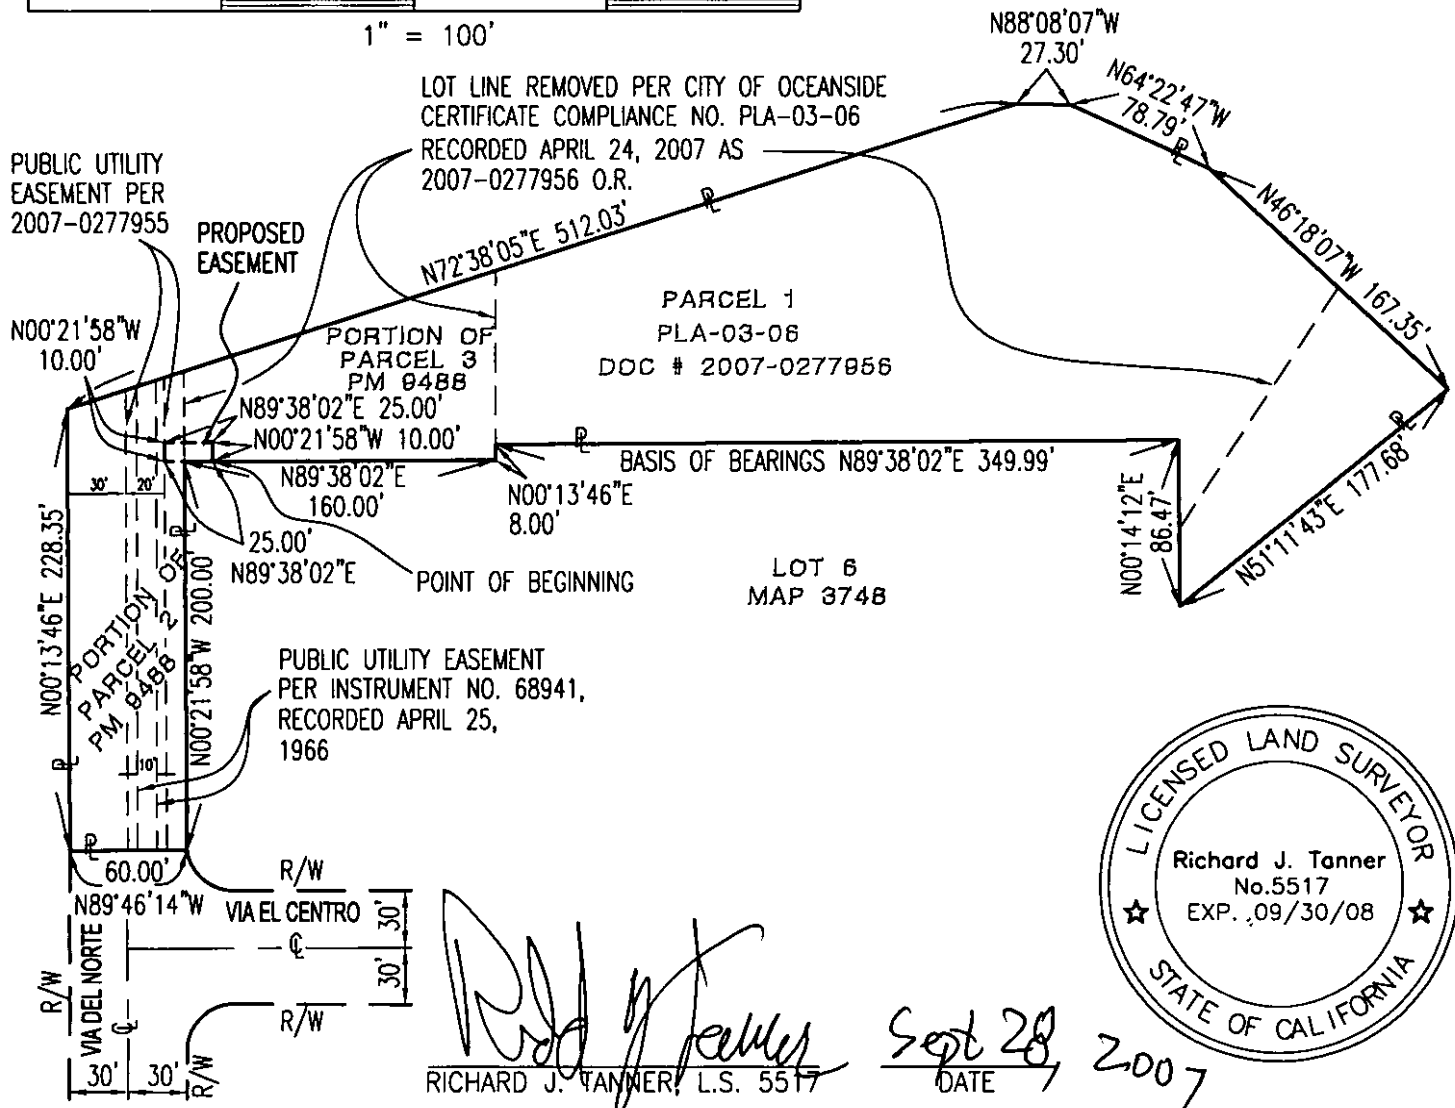 1" = 100'
N88°08'07"W
27.30'
LOT LINE REMOVED PER CITY OF OCEANSIDE
CERTIFICATE COMPLIANCE NO. PLA-03-06
RECORDED APRIL 24, 2007 AS
2007-0277956 O.R.
N64°22'47"W
78.79'
PUBLIC UTILITY
EASEMENT PER
2007-0277955
PROPOSED
EASEMENT
N72°38'05"E 512.03'
N46°18'07"W 167.35'
N00°21'58"W
10.00'
PORTION OF
PARCEL 3
PM 9488
PARCEL 1
PLA-03-06
DOC # 2007-0277956
N89°38'02"E 25.00'
N00°21'58"W 10.00'
N89°38'02"E
160.00'
BASIS OF BEARINGS N89°38'02"E 349.99'
N00°13'46"E
8.00'
30'
20'
25.00'
N89°38'02"E
POINT OF BEGINNING
N00°14'12"E
86.47'
N51°11'43"E 177.68'
LOT 6
MAP 3748
N00°13'46"E 228.35'
PORTION OF
PARCEL 2
PM 9488
N00°21'58"W 200.00'
PUBLIC UTILITY EASEMENT
PER INSTRUMENT NO. 68941,
RECORDED APRIL 25,
1966
10'
60.00'
N89°46'14"W
R/W
VIA EL CENTRO
30'
30'
R/W
R/W
VIA DEL NORTE
R/W
30'
30'
LICENSED LAND SURVEYOR
Richard J. Tanner
No.5517
EXP. 09/30/08
STATE OF CALIFORNIA
RICHARD J. TANNER, L.S. 5517
Sept 28, 2007
DATE